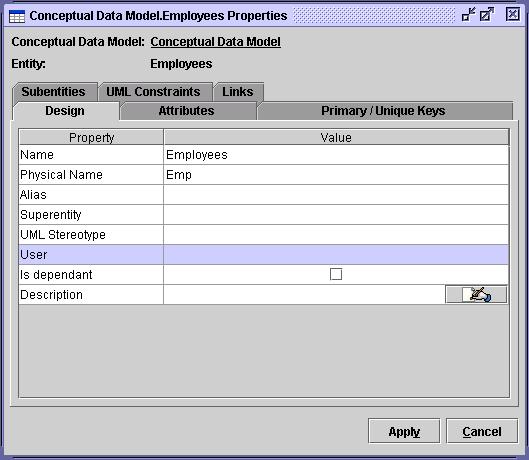 Conceptual Data Model.Employees Properties
Conceptual Data Model: Conceptual Data Model
Entity: Employees
Subentities UML Constraints Links
Design Attributes Primary / Unique Keys
Property Value
Name Employees
Physical Name Emp
Alias
Superentity
UML Stereotype
User
Is dependant
Description
Apply Cancel